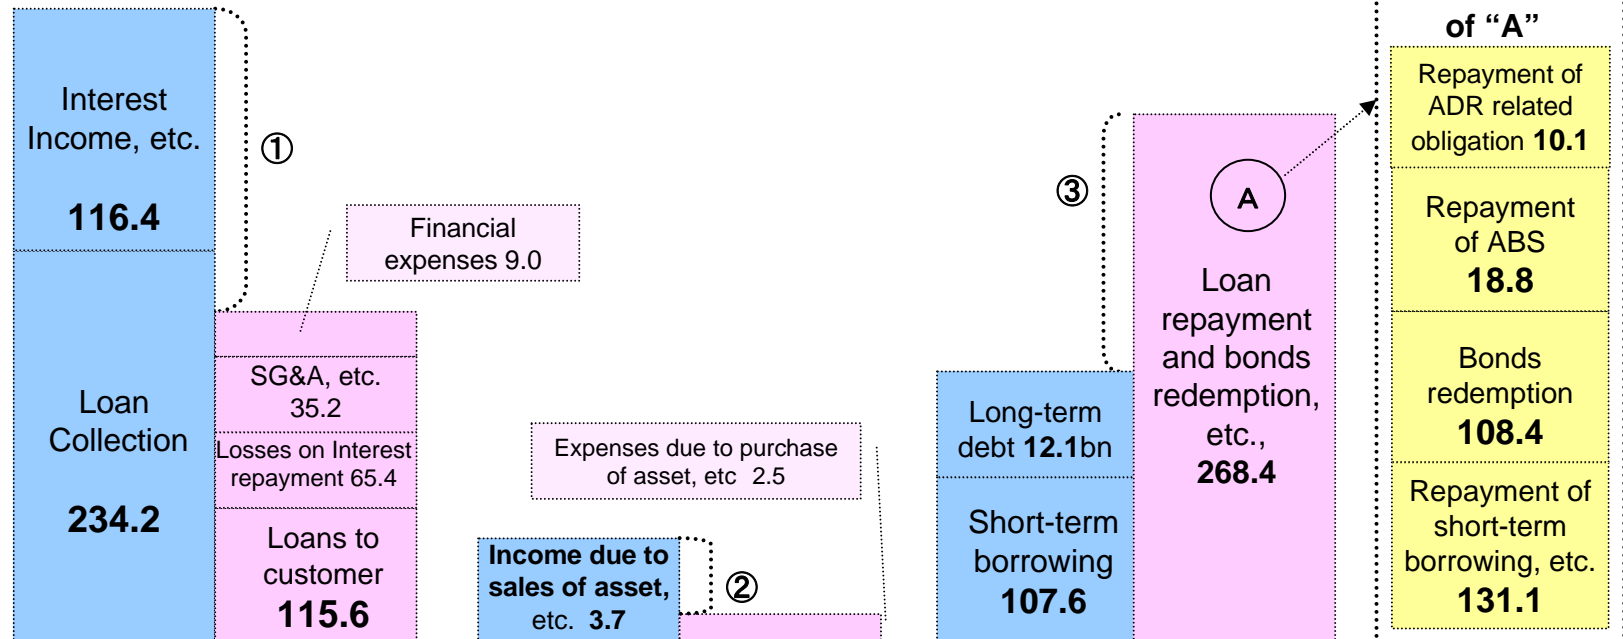 Interest
Income, etc.
116.4
Loan
Collection
234.2
①
Financial
expenses 9.0
SG&A, etc.
35.2
Losses on Interest
repayment 65.4
Loans to
customer
115.6
Expenses due to purchase
of asset, etc 2.5
Income due to
sales of asset,
etc. 3.7
②
③
Long-term
debt 12.1bn
Short-term
borrowing
107.6
A
Loan
repayment
and bonds
redemption,
etc.,
268.4
of “A”
Repayment of
ADR related
obligation 10.1
Repayment
of ABS
18.8
Bonds
redemption
108.4
Repayment of
short-term
borrowing, etc.
131.1